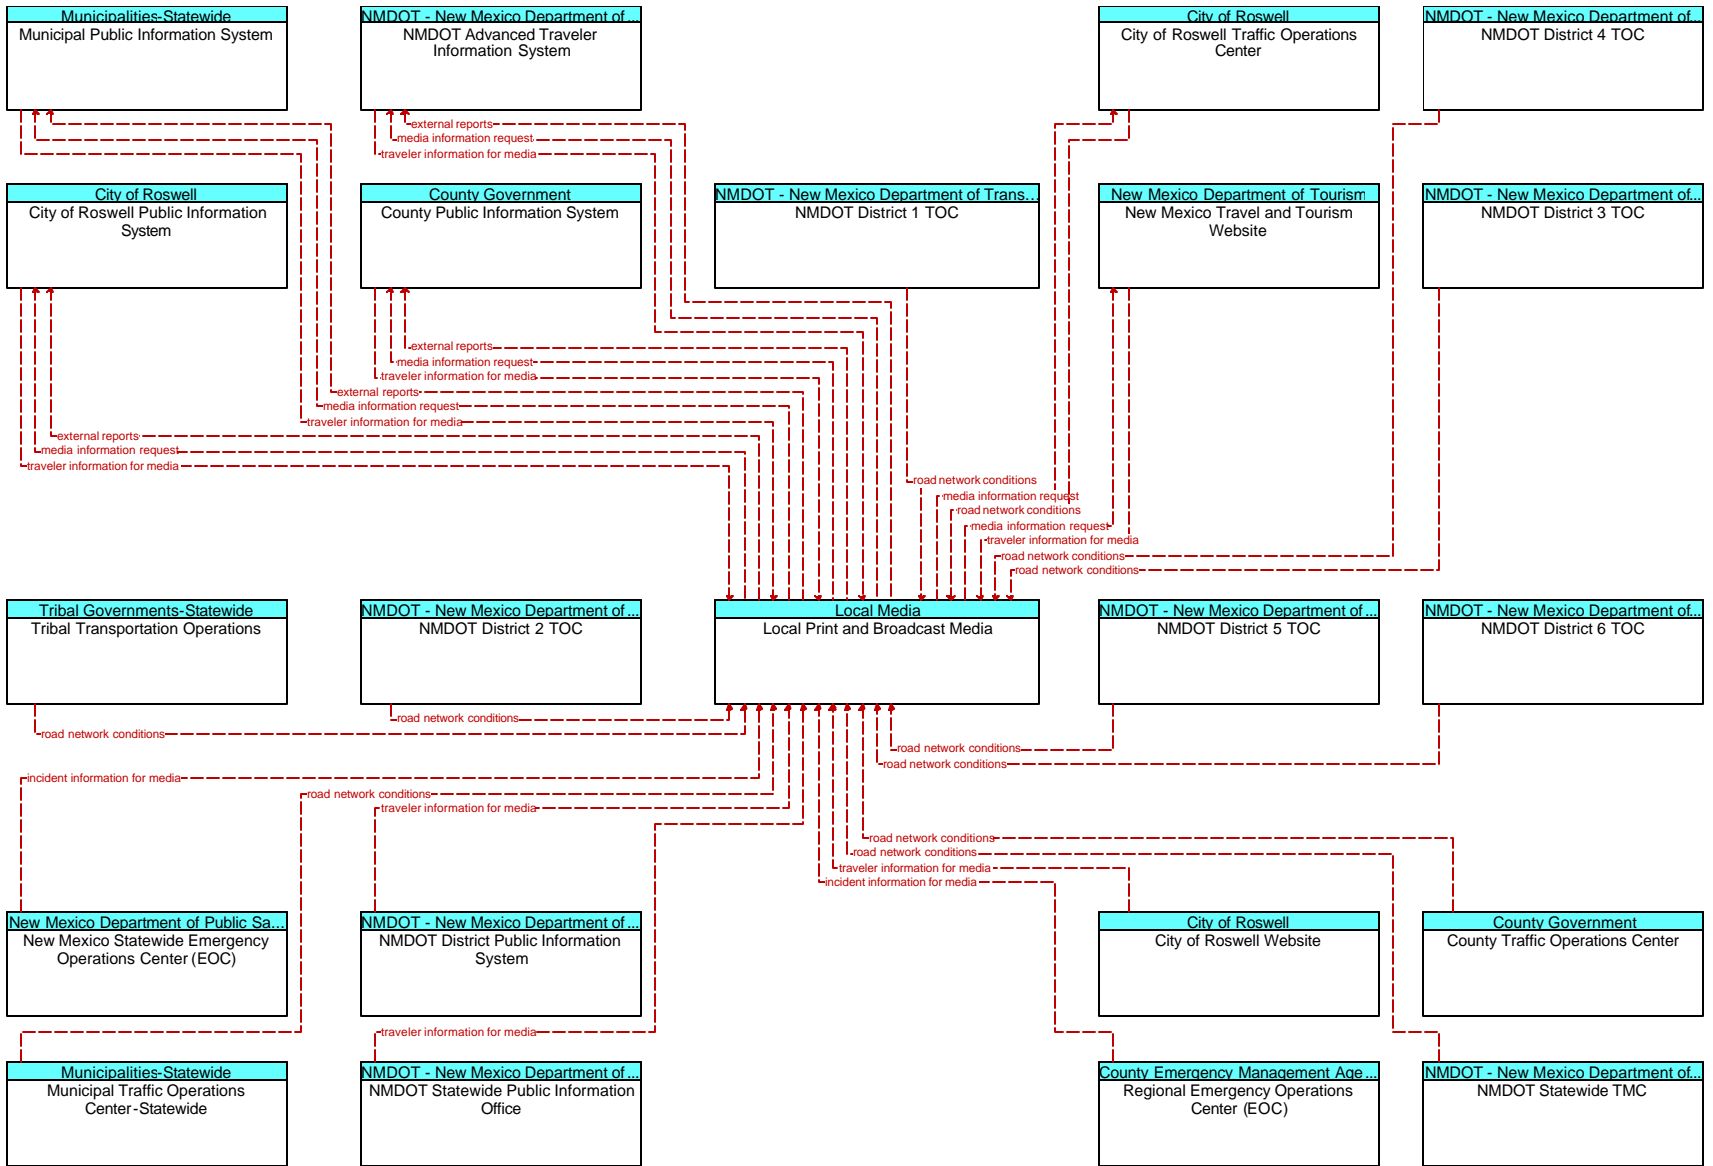 Municipalities-Statewide
Municipal Public Information System
NMDOT - New Mexico Department of ...
NMDOT Advanced Traveler
Information System
City of Roswell
City of Roswell Traffic Operations
Center
NMDOT - New Mexico Department of...
NMDOT District 4 TOC
external reports
media information request
traveler information for media
City of Roswell
City of Roswell Public Information
System
County Government
County Public Information System
NMDOT - New Mexico Department of Trans...
NMDOT District 1 TOC
New Mexico Department of Tourism
New Mexico Travel and Tourism
Website
NMDOT - New Mexico Department of...
NMDOT District 3 TOC
external reports
media information request
traveler information for media
external reports
media information request
traveler information for media
external reports
media information request
traveler information for media
road network conditions
media information request
road network conditions
media information request
traveler information for media
road network conditions
road network conditions
Tribal Governments-Statewide
Tribal Transportation Operations
NMDOT - New Mexico Department of ...
NMDOT District 2 TOC
Local Media
Local Print and Broadcast Media
NMDOT - New Mexico Department of ...
NMDOT District 5 TOC
NMDOT - New Mexico Department of...
NMDOT District 6 TOC
road network conditions
road network conditions
road network conditions
road network conditions
incident information for media
road network conditions
traveler information for media
road network conditions
road network conditions
traveler information for media
incident information for media
New Mexico Department of Public Sa...
New Mexico Statewide Emergency
Operations Center (EOC)
NMDOT - New Mexico Department of ...
NMDOT District Public Information
System
City of Roswell
City of Roswell Website
County Government
County Traffic Operations Center
traveler information for media
Municipalities-Statewide
Municipal Traffic Operations
Center-Statewide
NMDOT - New Mexico Department of ...
NMDOT Statewide Public Information
Office
County Emergency Management Age...
Regional Emergency Operations
Center (EOC)
NMDOT - New Mexico Department of...
NMDOT Statewide TMC